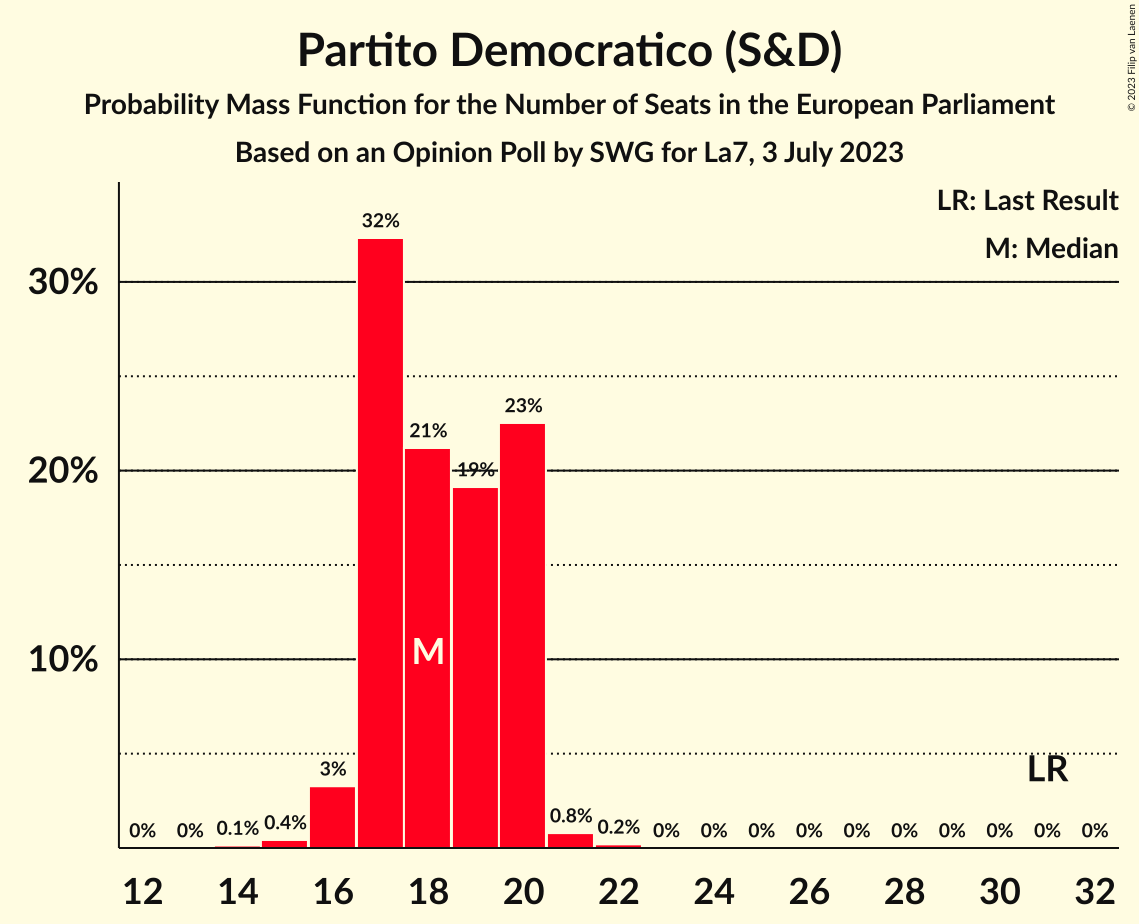 Partito Democratico (S&D)
Probability Mass Function for the Number of Seats in the European Parliament
Based on an Opinion Poll by SWG for La7, 3 July 2023
© 2023 Filip van Laenen
LR: Last Result
M: Median
30%
20%
10%
0%
0%
0.1%
0.4%
3%
32%
21%
19%
23%
0.8%
0.2%
0%
0%
0%
0%
0%
0%
0%
0%
0%
0%
M
LR
12 14 16 18 20 22 24 26 28 30 32